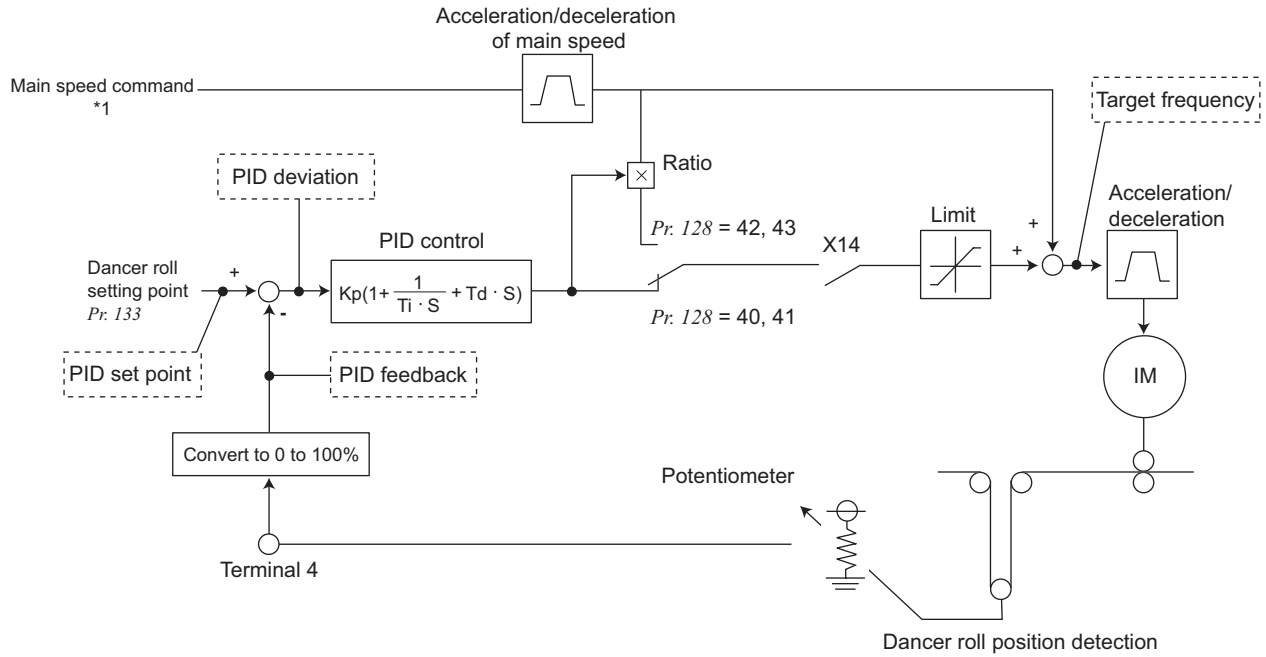 Acceleration/deceleration
of main speed
Main speed command
*1
Target frequency
PID deviation
Ratio
Acceleration/
deceleration
Pr. 128 = 42, 43
Limit
PID control
X14
+
+
Dancer roll
setting point
Pr. 133
+
-
Kp(1+ 1/Ti · S + Td · S)
Pr. 128 = 40, 41
PID set point
PID feedback
IM
Convert to 0 to 100%
Potentiometer
Terminal 4
Dancer roll position detection